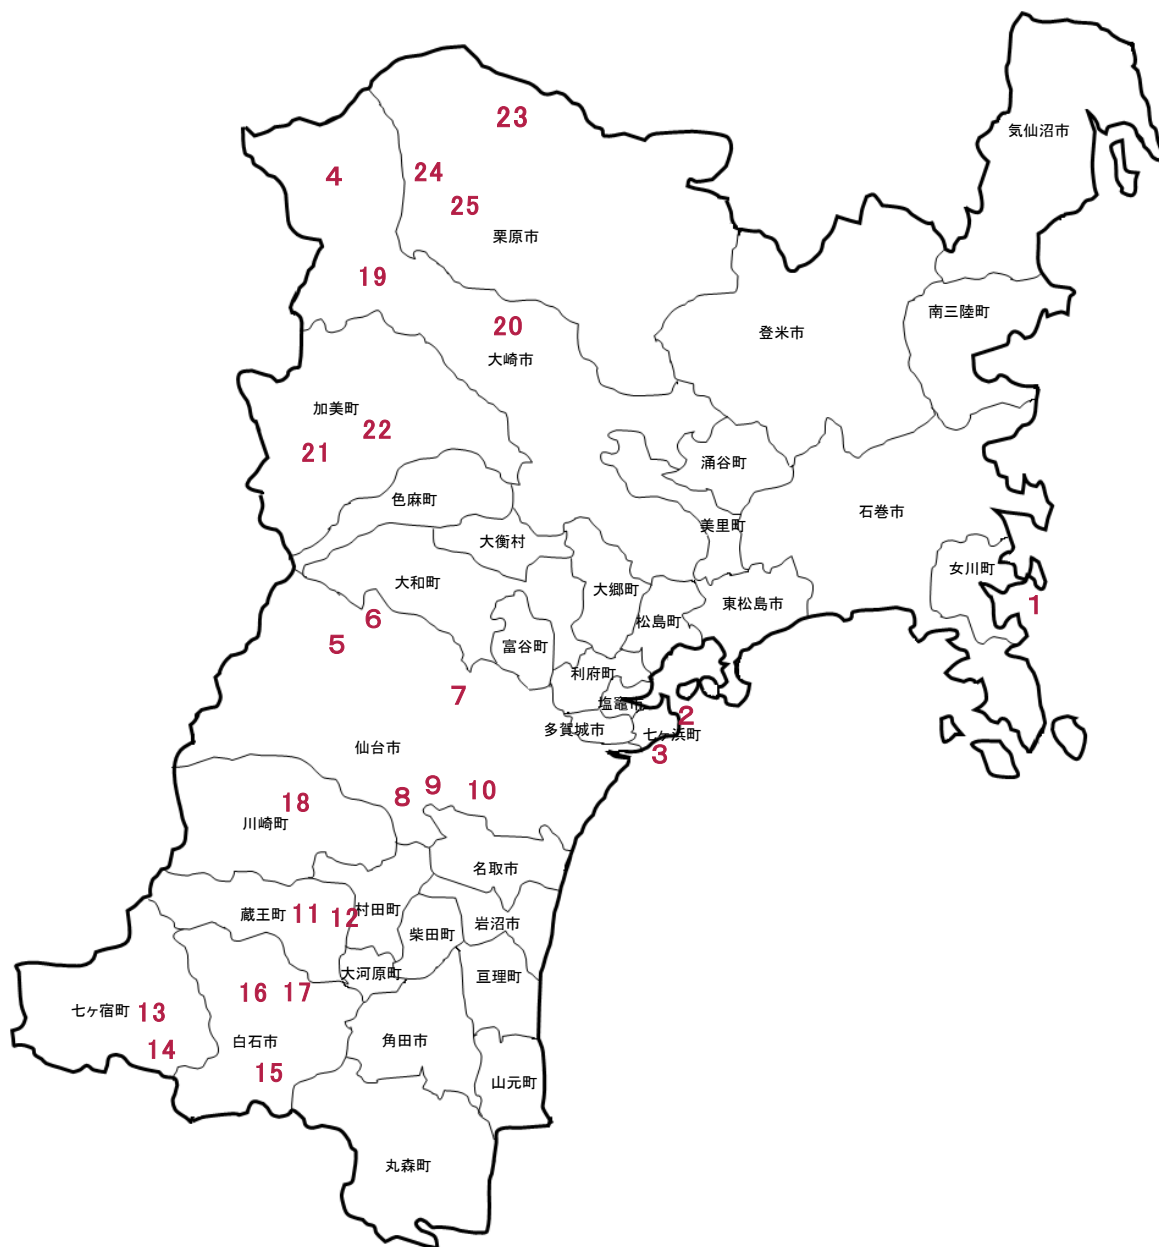 23
気仙沼市
4
24
25
栗原市
19
南三陸町
20
登米市
大崎市
加美町
22
21
涌谷町
色麻町
石巻市
美里町
大衡村
女川町
大和町
大郷町
1
東松島市
6
松島町
5
富谷町
利府町
7
塩竈市
2
多賀城市
七ヶ浜町
仙台市
3
9
10
8
18
川崎町
名取市
蔵王町
11
12
村田町
岩沼市
柴田町
大河原町
亘理町
16
17
七ヶ宿町
13
白石市
角田市
14
15
山元町
丸森町